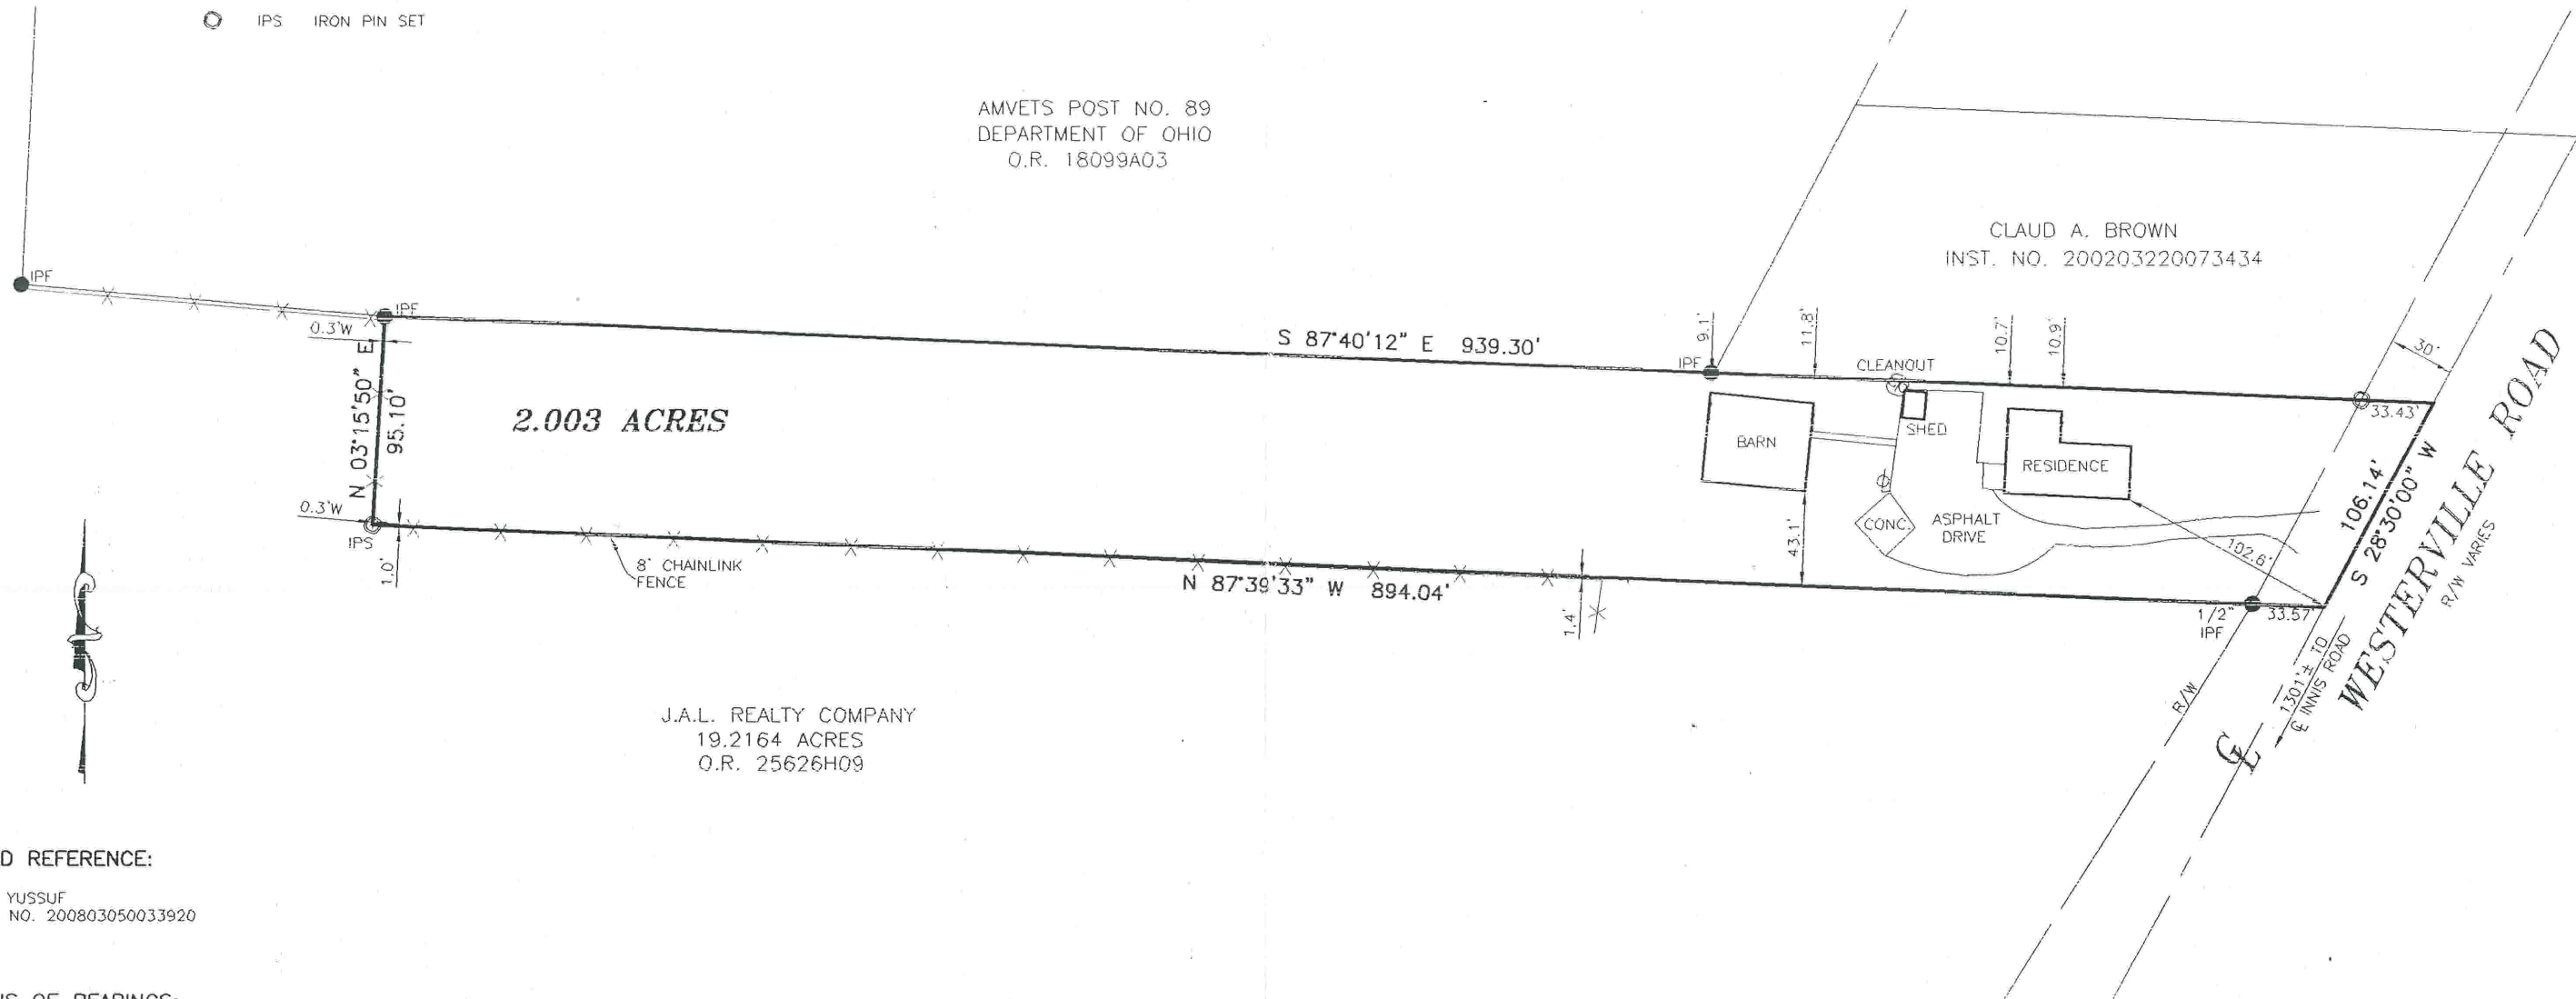 IPS IRON PIN SET
AMVETS POST NO. 89
DEPARTMENT OF OHIO
O.R. 18099A03
CLAUD A. BROWN
INST. NO. 200203220073434
IPF
IPF
0.3'W
N 03°15'50" E
95.10'
2.003 ACRES
S 87°40'12" E 939.30'
IPF
9.1'
11.8'
CLEANOUT
10.7'
10.9'
30'
33.43'
BARN
SHED
RESIDENCE
CONC.
ASPHALT
DRIVE
43.1'
102.6'
106.14'
S 28°30'00" W
WESTERVILLE ROAD
R/W VARIES
0.3'W
IPS
1.0'
8' CHAINLINK
FENCE
N 87°39'33" W 894.04'
1.4'
1/2"
IPF
33.57'
1301'± TO
℄ INNIS ROAD
R/W
℄
J.A.L. REALTY COMPANY
19.2164 ACRES
O.R. 25626H09
D REFERENCE:
YUSSUF
NO. 200803050033920